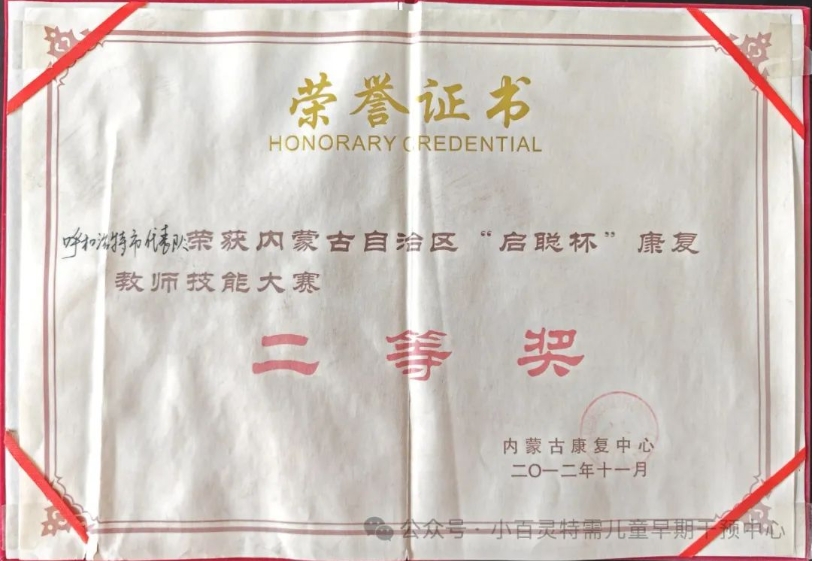 荣誉证书
HONORARY CREDENTIAL
呼和浩特市代表队荣获内蒙古自治区“启聪杯”康复
教师技能大赛
二等奖
内蒙古康复中心
二〇一二年十一月
公众号·小百灵特需儿童早期干预中心